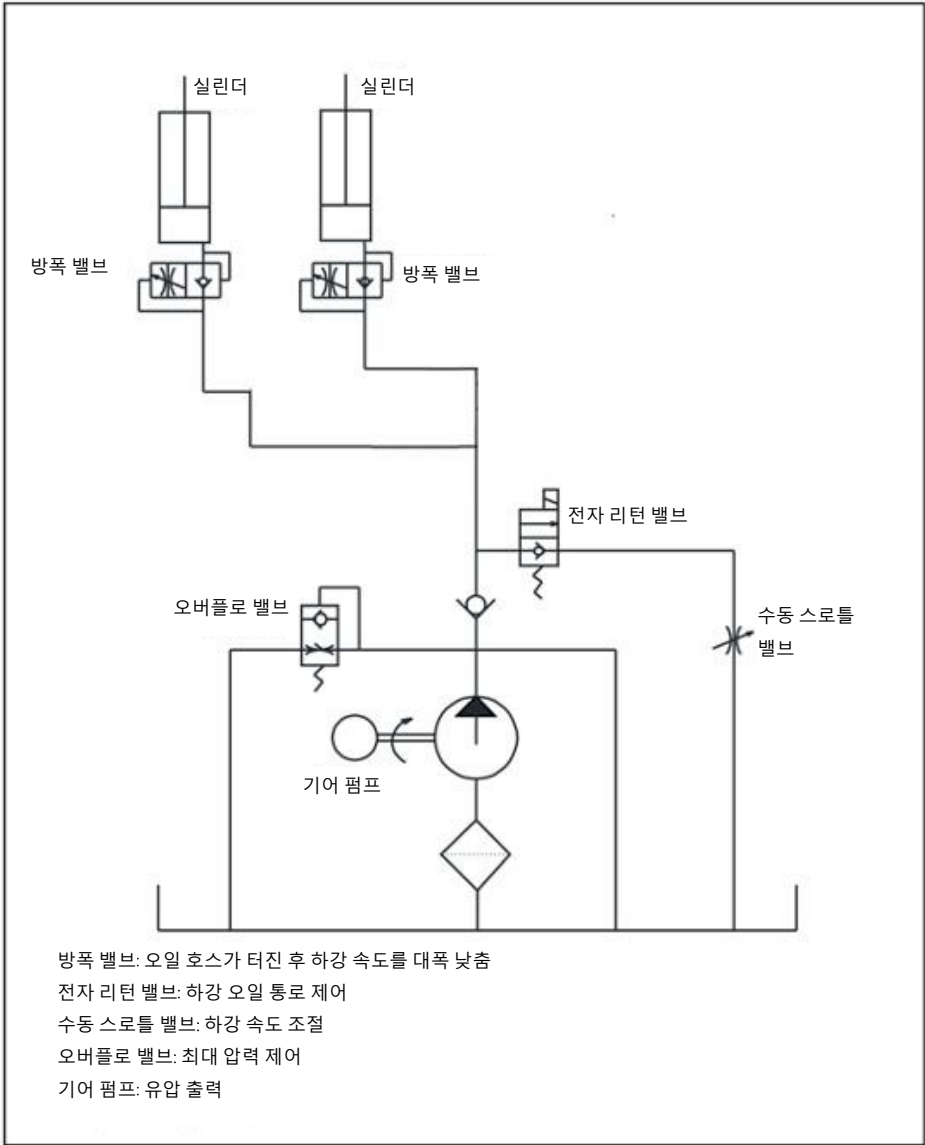 실린더
실린더
방폭 밸브
방폭 밸브
전자 리턴 밸브
오버플로 밸브
수동 스로틀
밸브
기어 펌프
방폭 밸브: 오일 호스가 터진 후 하강 속도를 대폭 낮춤
전자 리턴 밸브: 하강 오일 통로 제어
수동 스로틀 밸브: 하강 속도 조절
오버플로 밸브: 최대 압력 제어
기어 펌프: 유압 출력